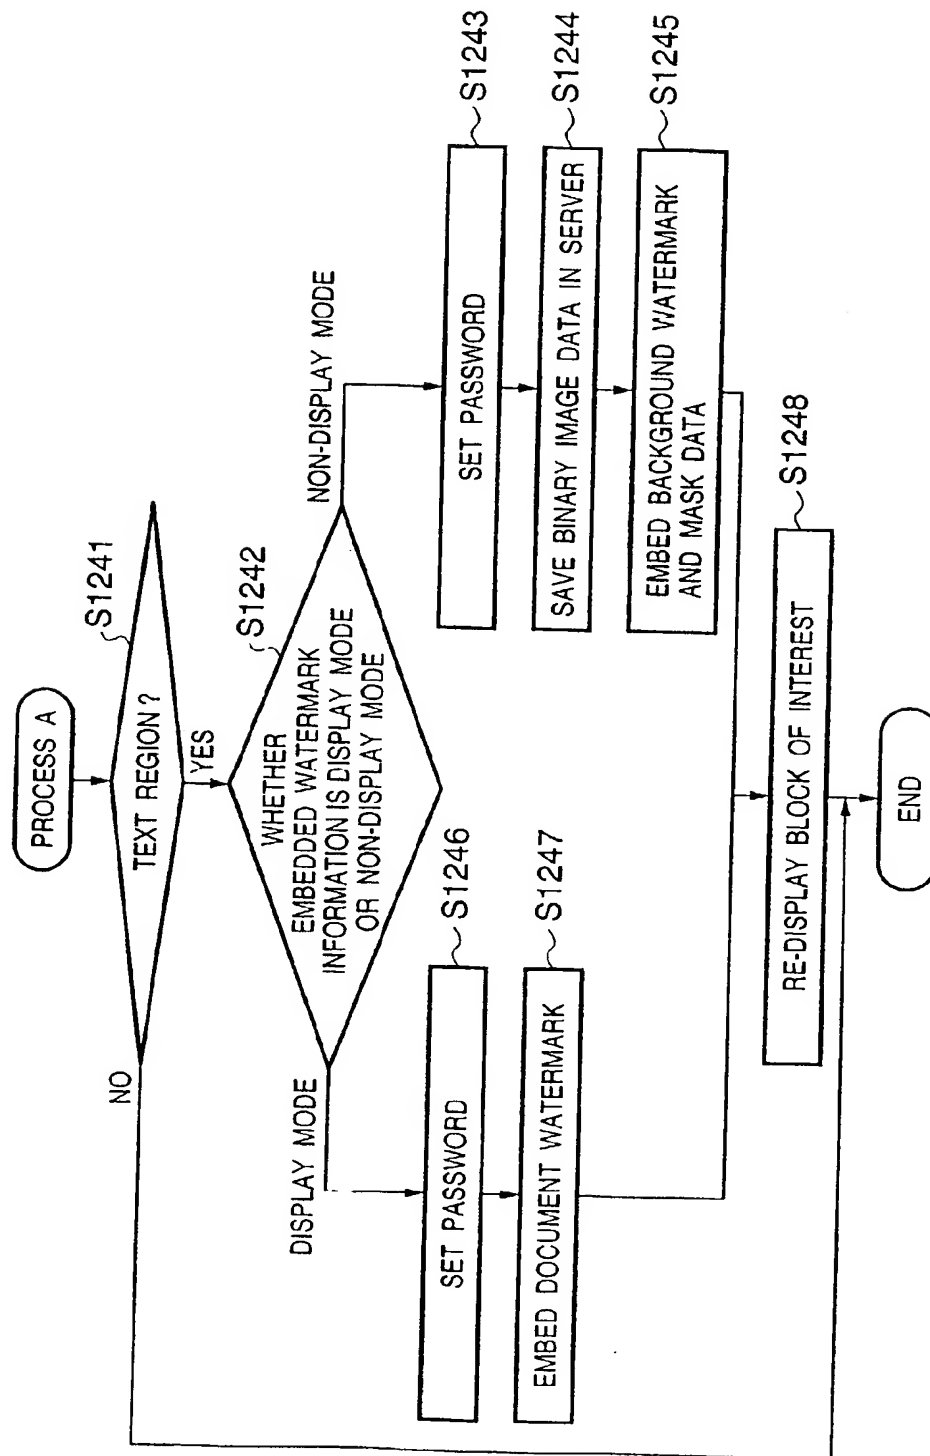 PROCESS A
S1241
TEXT REGION ?
NO
YES
S1242
WHETHER
EMBEDDED WATERMARK
INFORMATION IS DISPLAY MODE
OR NON-DISPLAY MODE
DISPLAY MODE
NON-DISPLAY MODE
S1246
SET PASSWORD
S1247
EMBED DOCUMENT WATERMARK
S1243
SET PASSWORD
S1244
SAVE BINARY IMAGE DATA IN SERVER
S1245
EMBED BACKGROUND WATERMARK
AND MASK DATA
S1248
RE-DISPLAY BLOCK OF INTEREST
END